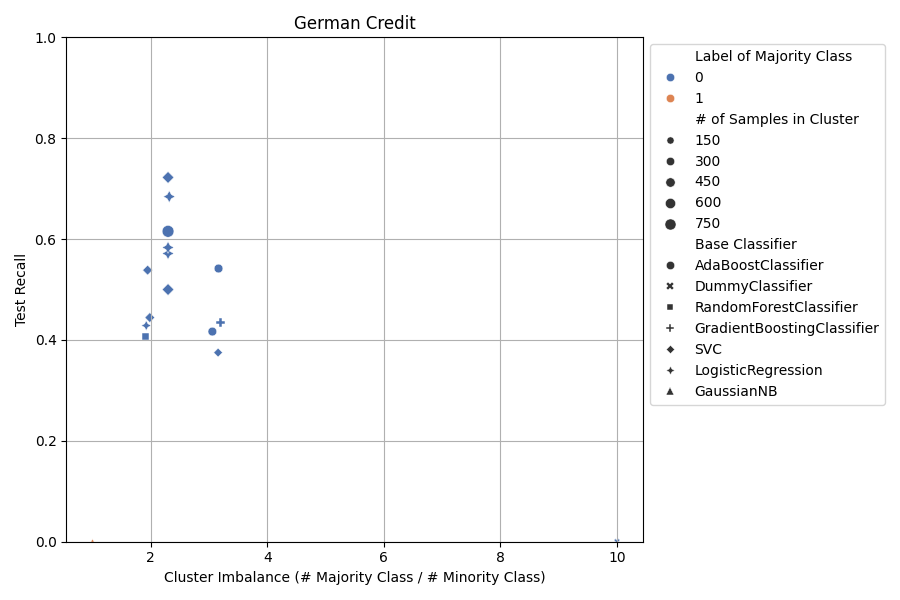 German Credit
1.0
0.8
0.6
0.4
0.2
0.0
Test Recall
2
4
6
8
10
Cluster Imbalance (# Majority Class / # Minority Class)
Label of Majority Class
0
1
# of Samples in Cluster
150
300
450
600
750
Base Classifier
AdaBoostClassifier
DummyClassifier
RandomForestClassifier
GradientBoostingClassifier
SVC
LogisticRegression
GaussianNB